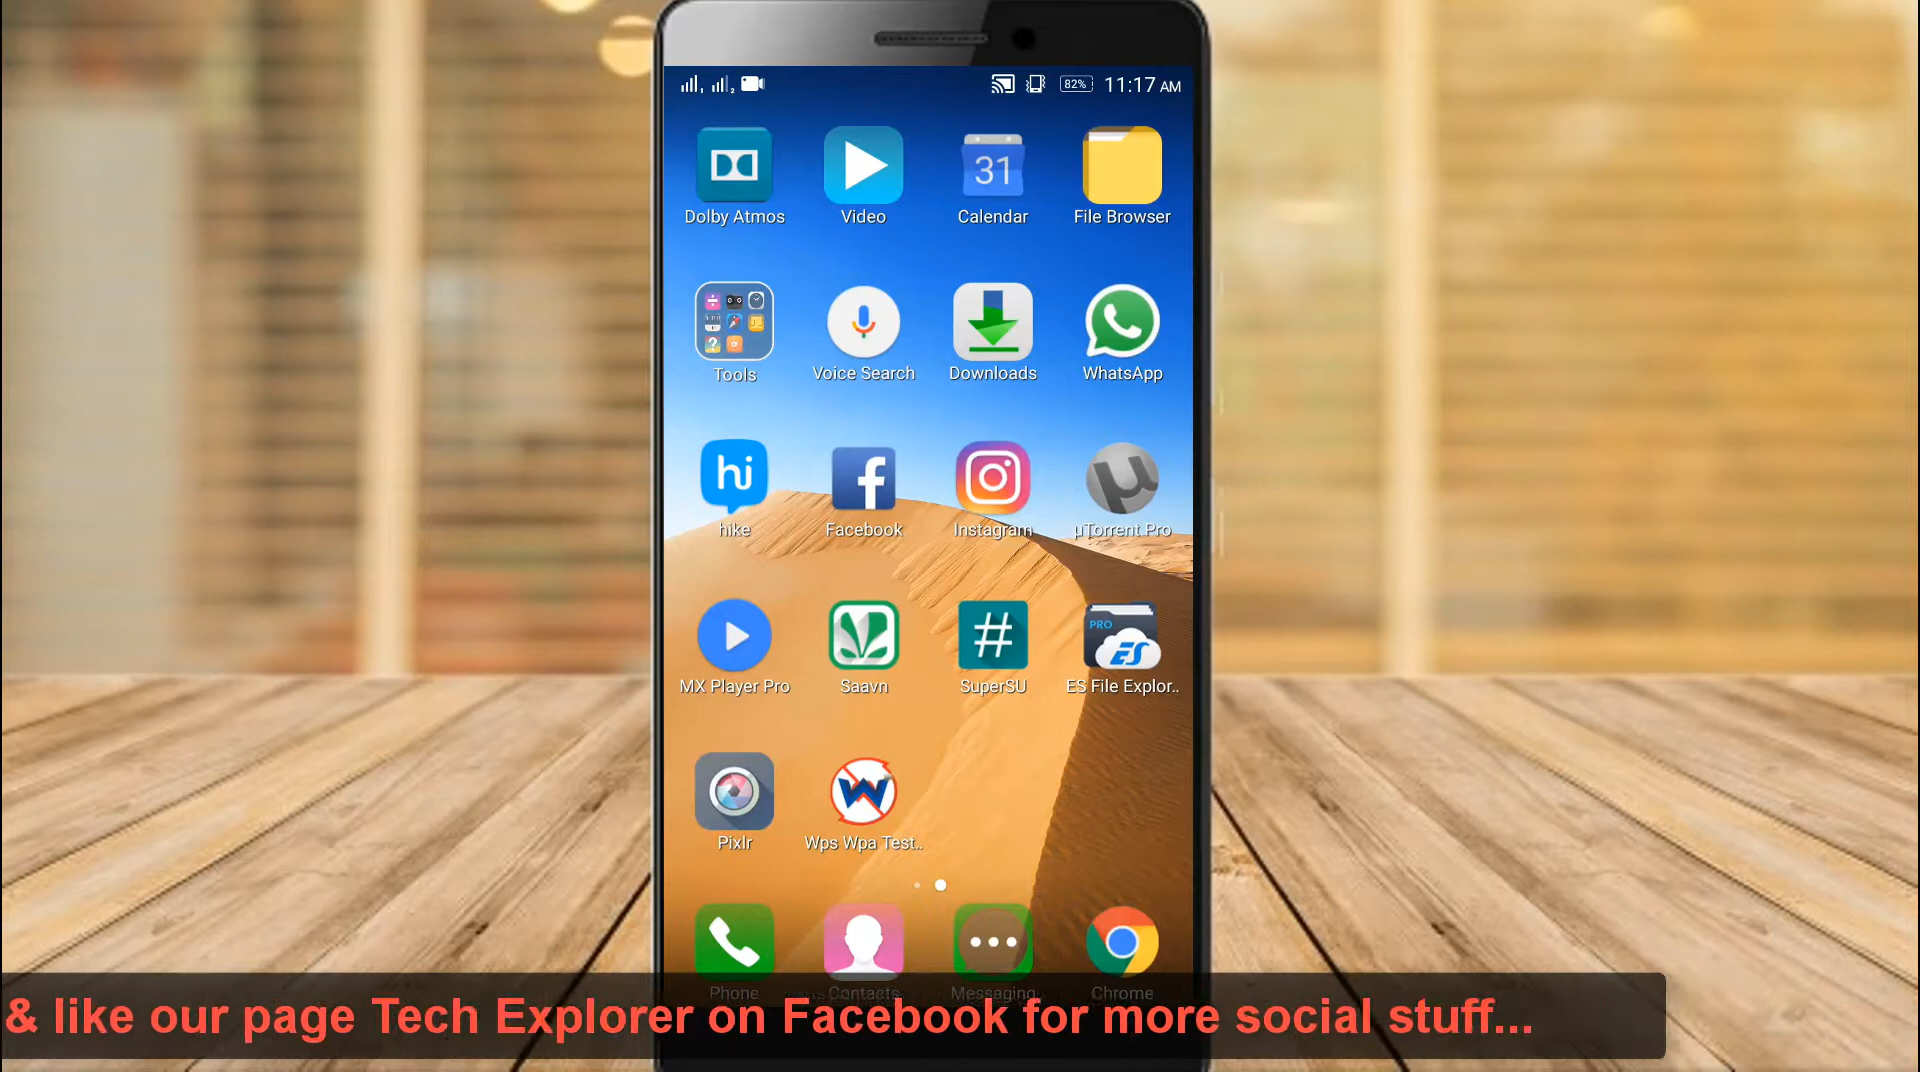 82% 11:17 AM
Dolby Atmos Video Calendar File Browser
31
Tools Voice Search Downloads WhatsApp
hi
hike Facebook Instagram µTorrent Pro
PRO
ES
MX Player Pro Saavn SuperSU ES File Explor..
Pixlr Wps Wpa Test..
Phone Contacts Messaging Chrome
& like our page Tech Explorer on Facebook for more social stuff...